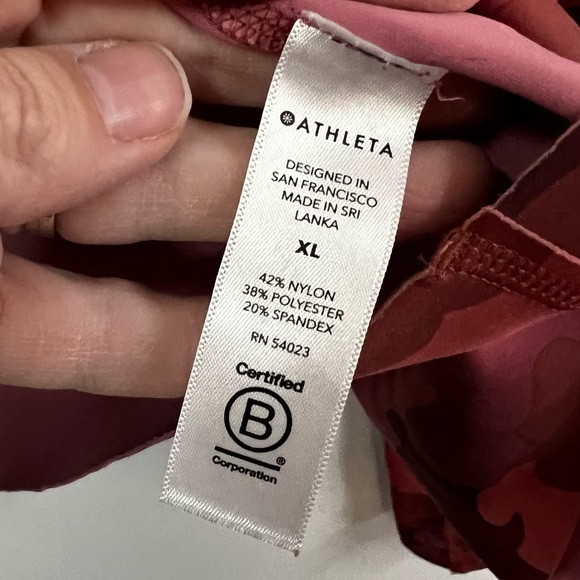 ATHLETA
DESIGNED IN
SAN FRANCISCO
MADE IN SRI
LANKA
XL
42% NYLON
38% POLYESTER
20% SPANDEX
RN 54023
Certified
B
®
Corporation